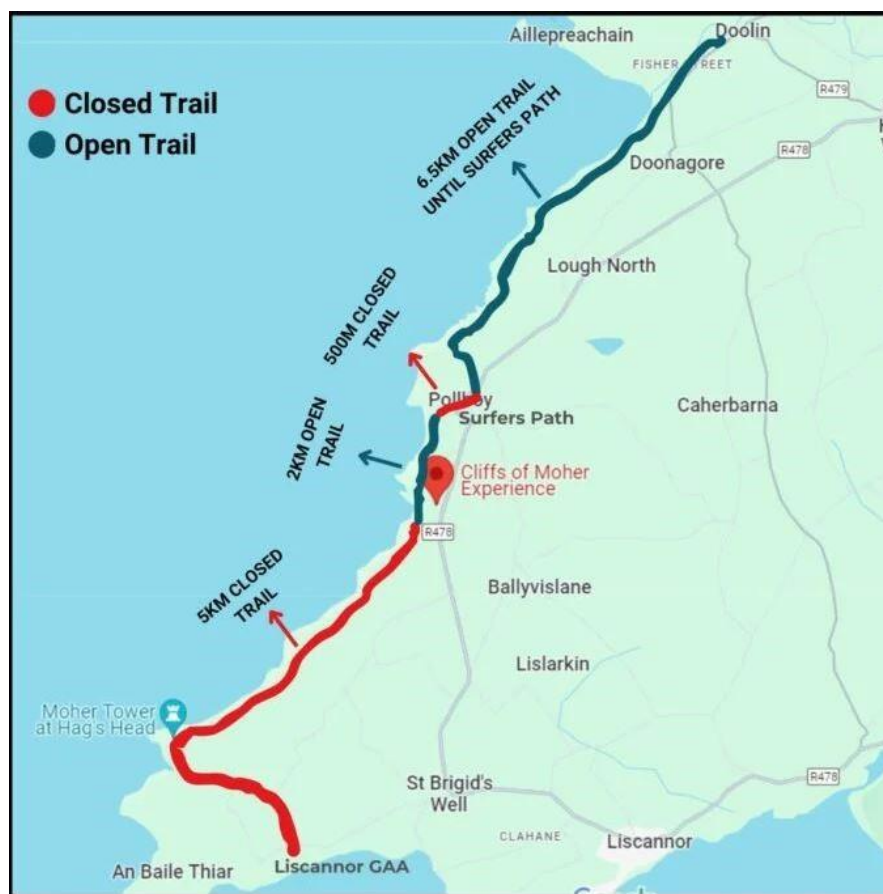 Aillepreachain
Doolin
FISHER STREET
R479
Closed Trail
Open Trail
R478
6.5KM OPEN TRAIL
UNTIL SURFERS PATH
Doonagore
Lough North
500M CLOSED
TRAIL
Caherbarna
Surfers Path
2KM OPEN
TRAIL
Cliffs of Moher
Experience
R478
Ballyvislane
5KM CLOSED
TRAIL
Lislarkin
Moher Tower
at Hag's Head
St Brigid's
Well
R478
CLAHANE
Liscannor
An Baile Thiar
Liscannor GAA